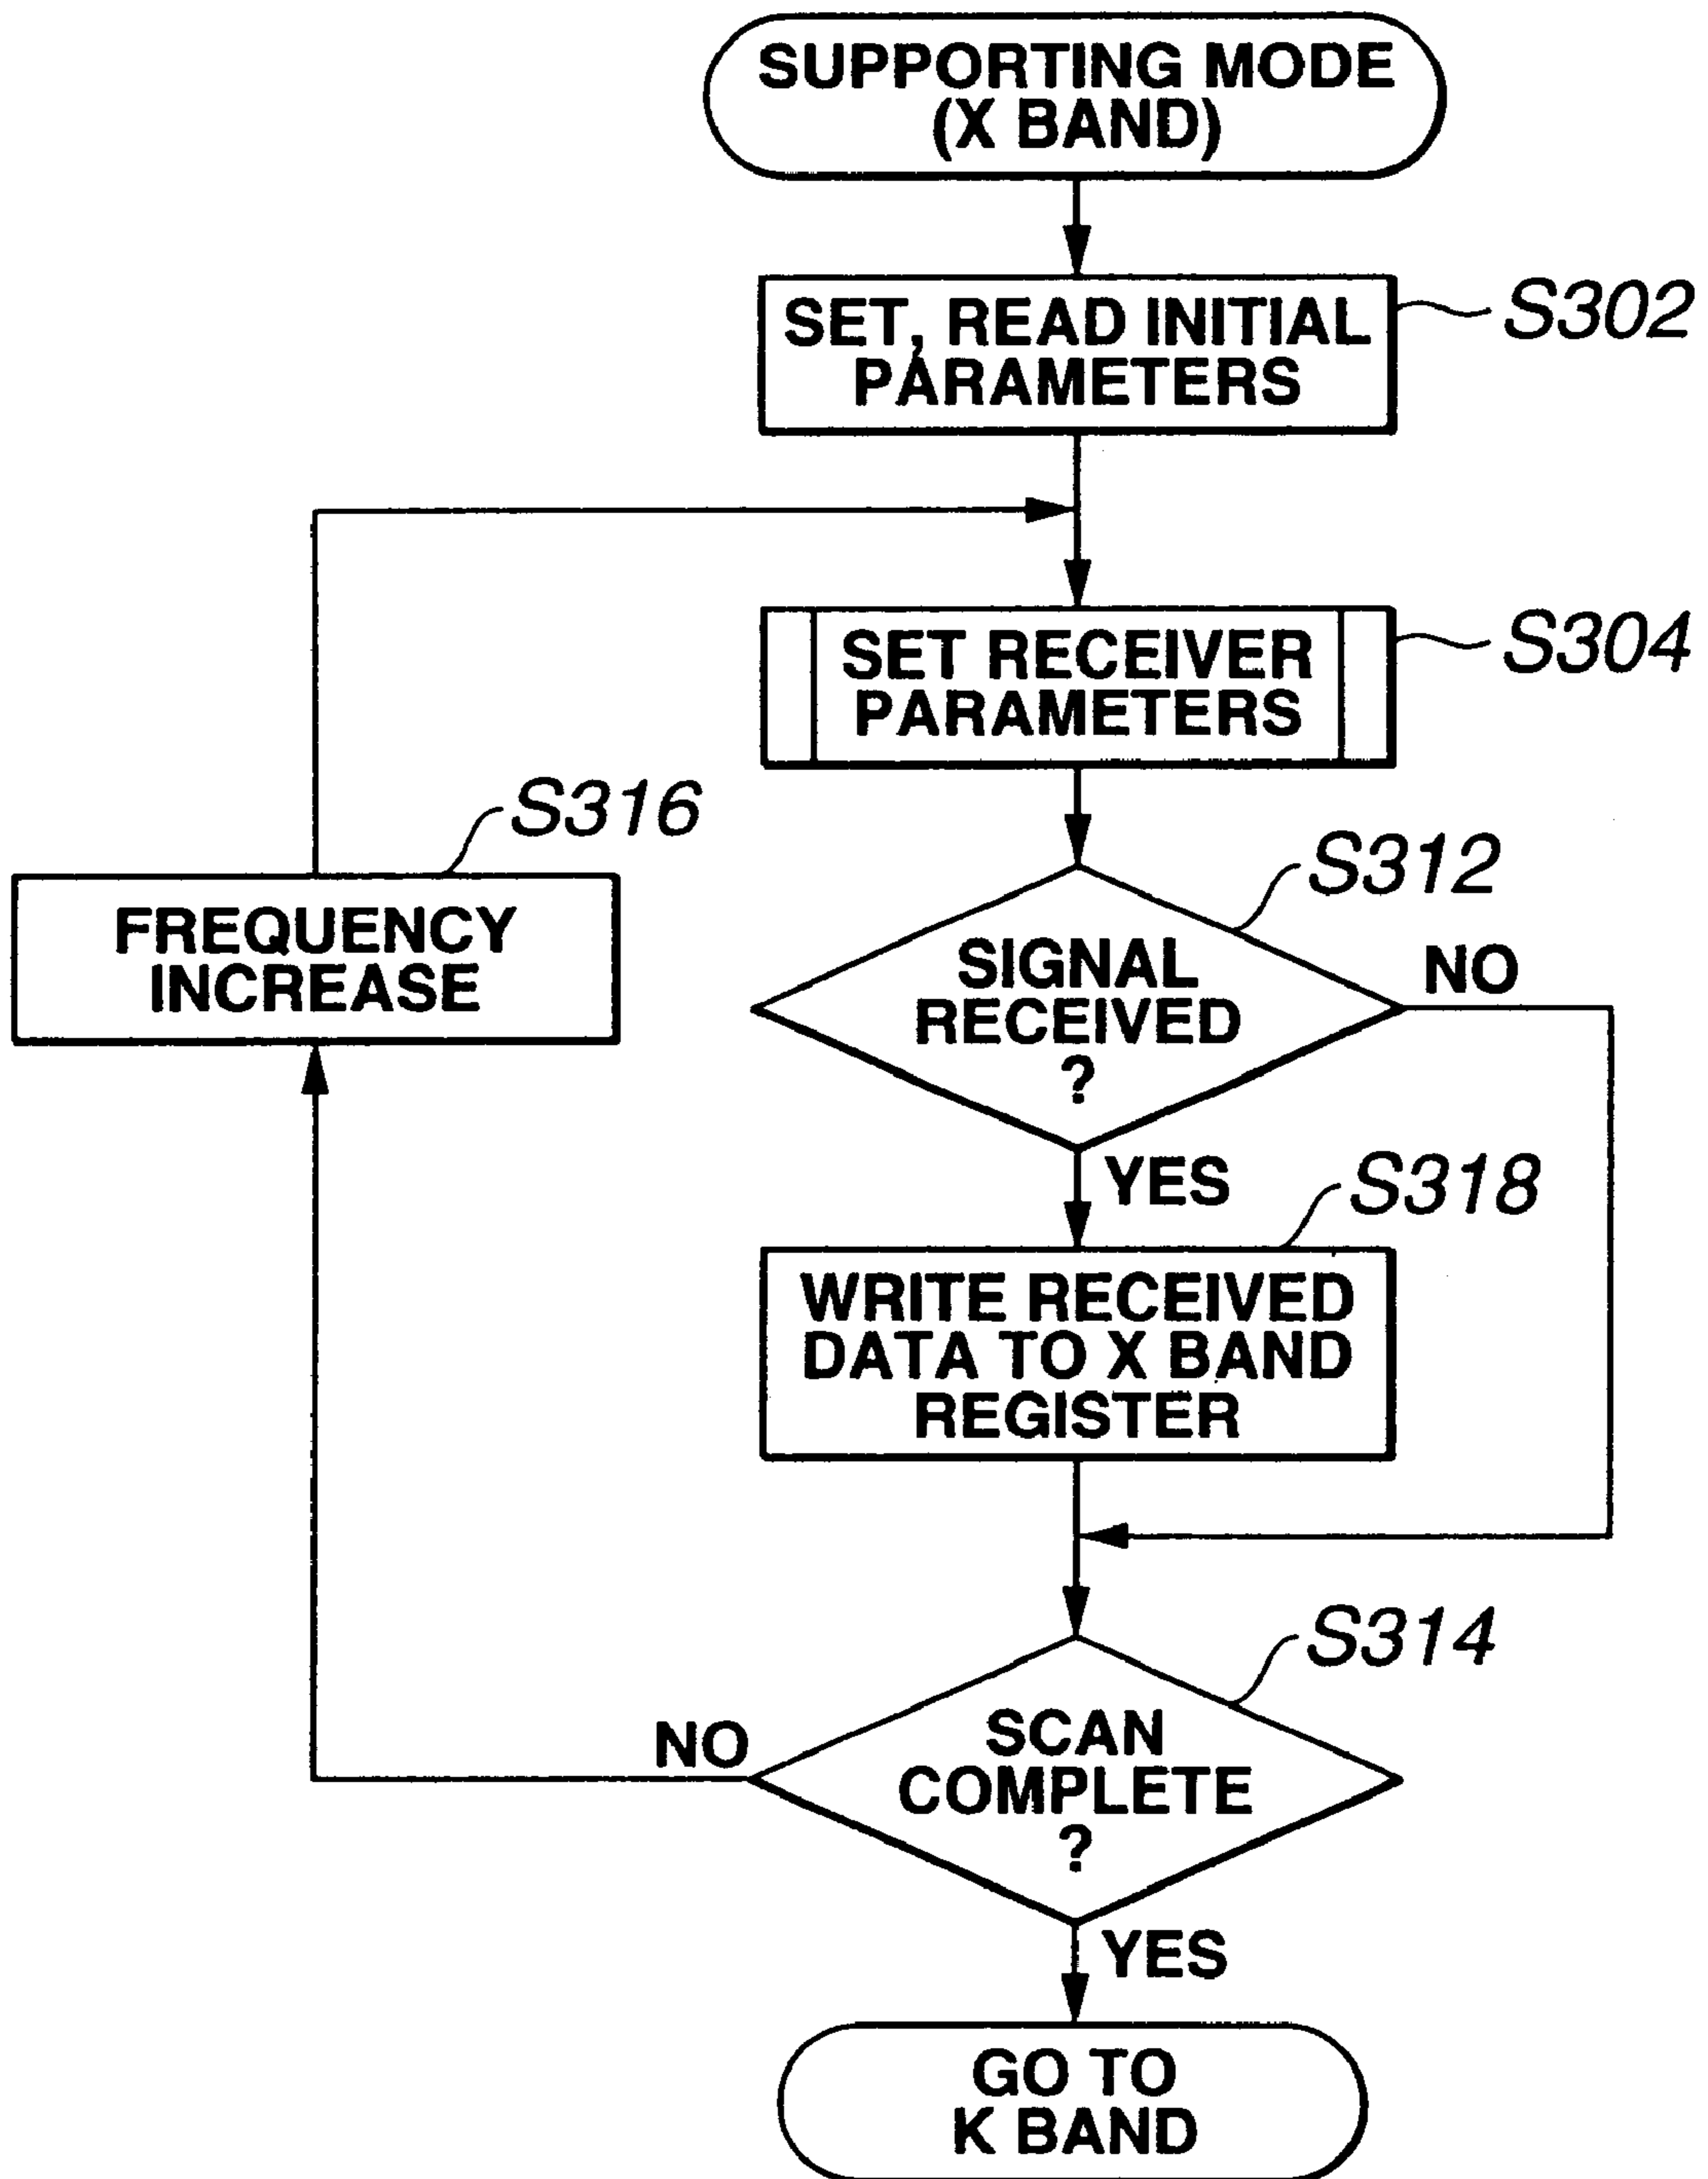 SUPPORTING MODE
(X BAND)
SET, READ INITIAL
PARAMETERS
S302
SET RECEIVER
PARAMETERS
S304
S316
FREQUENCY
INCREASE
S312
SIGNAL
RECEIVED
?
NO
YES
S318
WRITE RECEIVED
DATA TO X BAND
REGISTER
S314
SCAN
COMPLETE
?
NO
YES
GO TO
K BAND